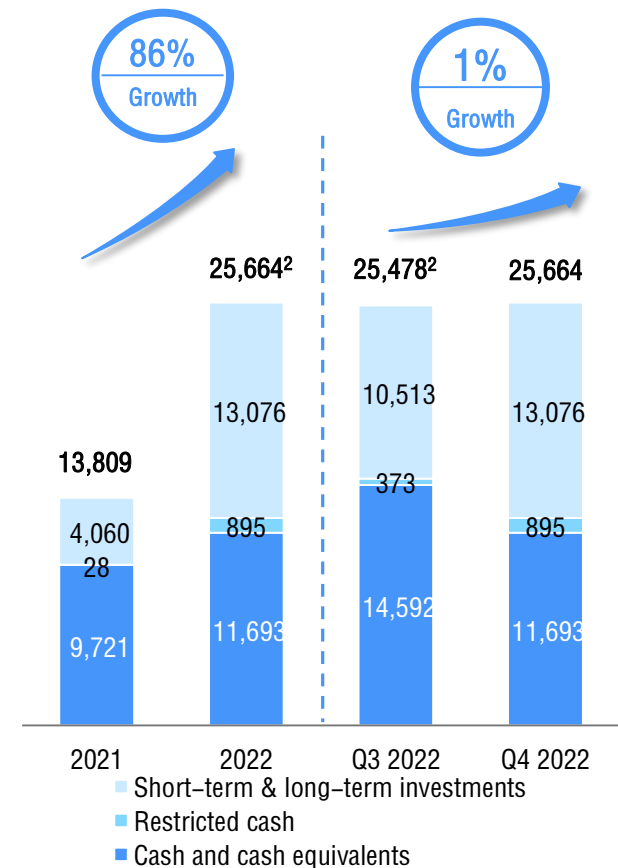 86%
Growth
1%
Growth
25,664²
25,478²
25,664
13,809
13,076
10,513
13,076
4,060
28
895
373
895
9,721
11,693
14,592
11,693
2021
2022
Q3 2022
Q4 2022
Short-term & long-term investments
Restricted cash
Cash and cash equivalents